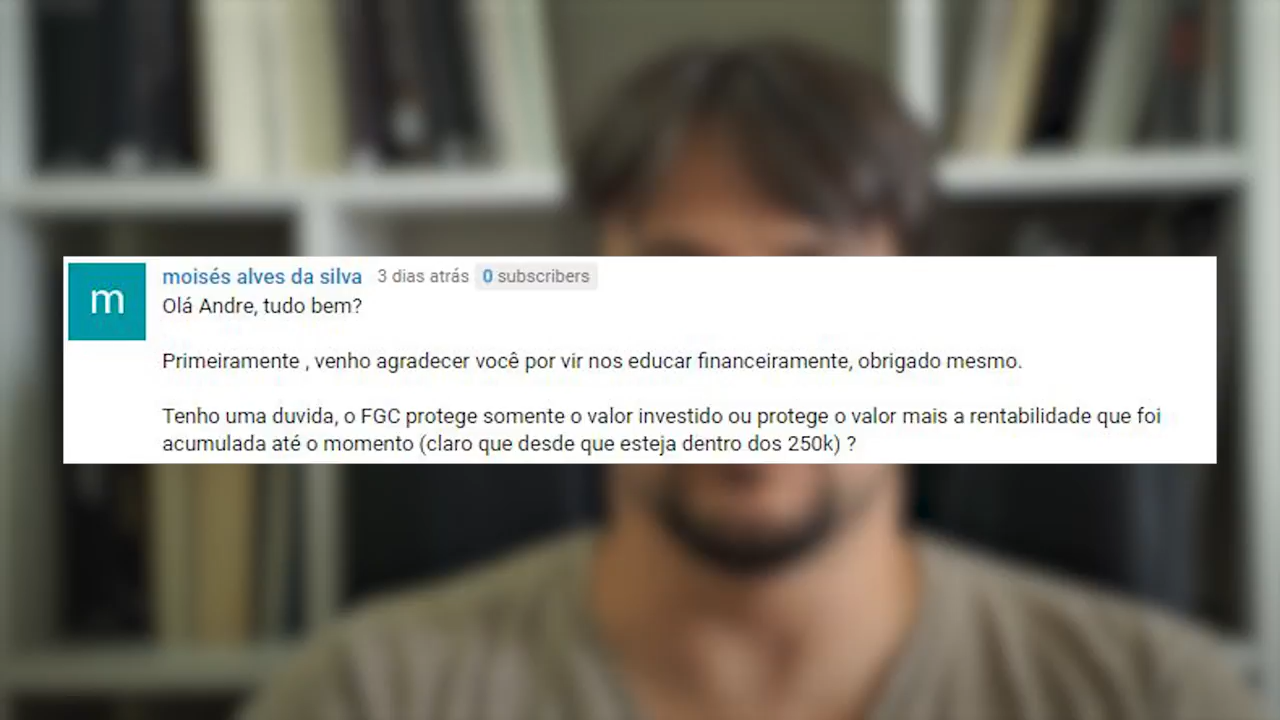 m
moisés alves da silva 3 dias atrás 0 subscribers
Olá Andre, tudo bem?
Primeiramente , venho agradecer você por vir nos educar financeiramente, obrigado mesmo.
Tenho uma duvida, o FGC protege somente o valor investido ou protege o valor mais a rentabilidade que foi
acumulada até o momento (claro que desde que esteja dentro dos 250k) ?